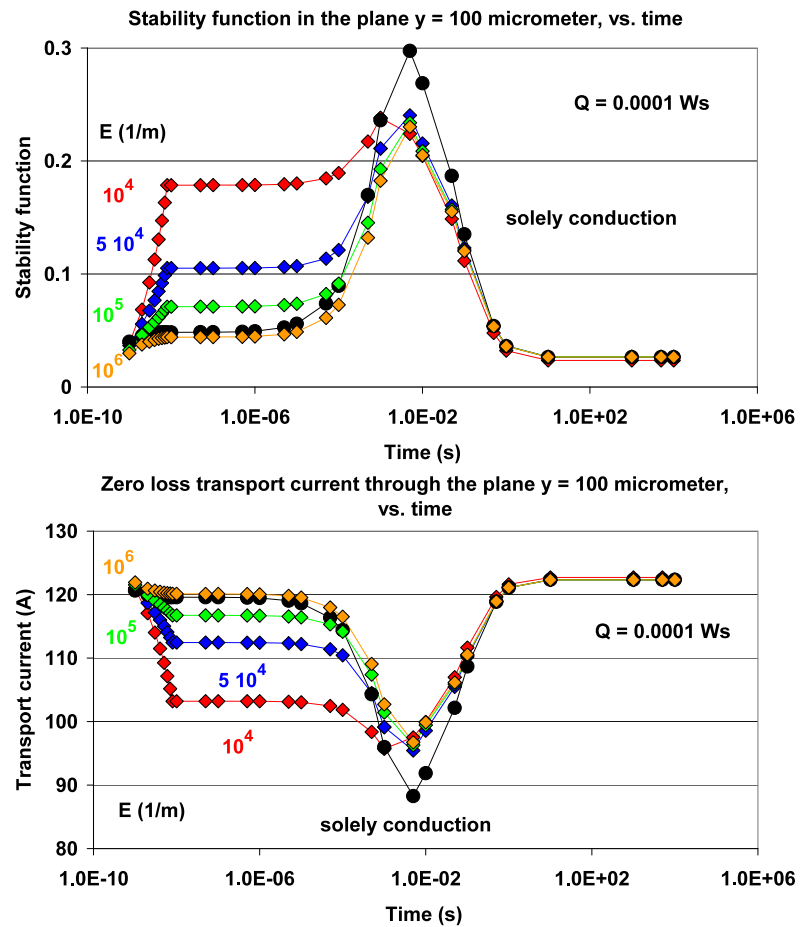 Stability function in the plane y = 100 micrometer, vs. time
0.3
Q = 0.0001 Ws
E (1/m)
0.2
10^4
solely conduction
5 10^4
0.1
10^5
10^6
0
Stability function
1.0E-10
1.0E-06
1.0E-02
1.0E+02
1.0E+06
Time (s)
Zero loss transport current through the plane y = 100 micrometer,
vs. time
130
10^6
120
Q = 0.0001 Ws
10^5
110
5 10^4
100
10^4
90
E (1/m)
solely conduction
80
Transport current (A)
1.0E-10
1.0E-06
1.0E-02
1.0E+02
1.0E+06
Time (s)